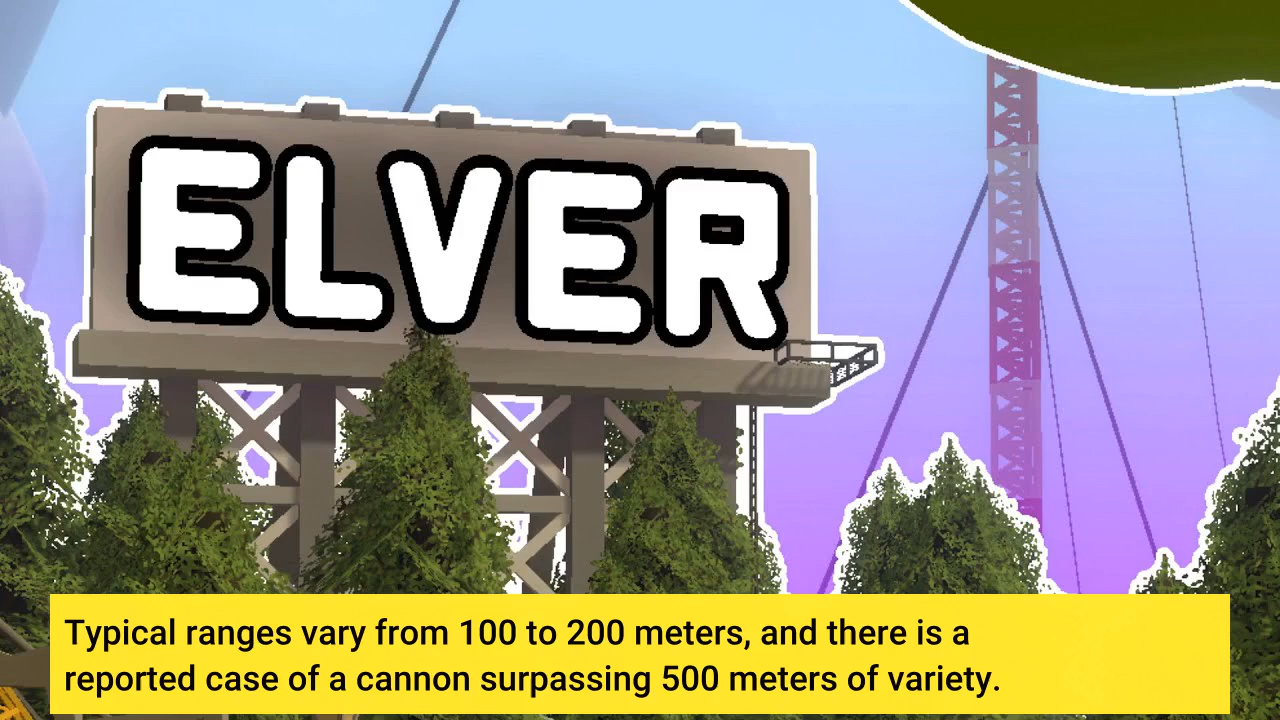 ELVER
Typical ranges vary from 100 to 200 meters, and there is a
reported case of a cannon surpassing 500 meters of variety.